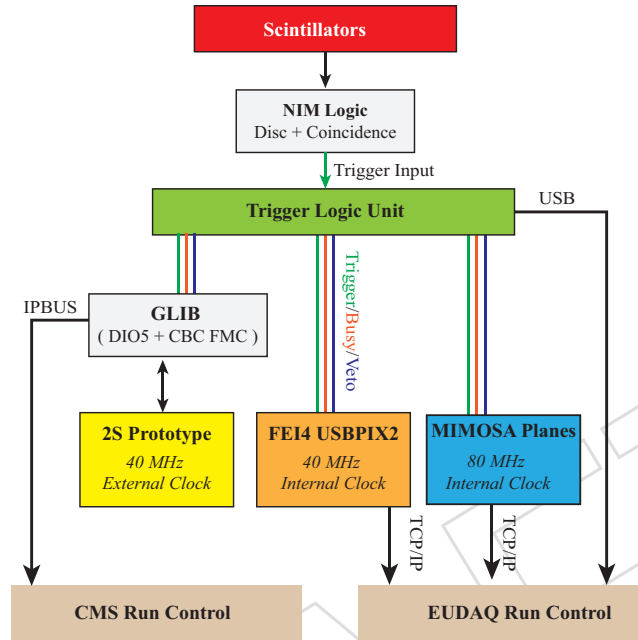 Scintillators
NIM Logic
Disc + Coincidence
Trigger Input
Trigger Logic Unit
USB
IPBUS
GLIB
( DIO5 + CBC FMC )
Trigger/Busy/Veto
2S Prototype
40 MHz
External Clock
FEI4 USBPIX2
40 MHz
Internal Clock
MIMOSA Planes
80 MHz
Internal Clock
TCP/IP
TCP/IP
CMS Run Control
EUDAQ Run Control